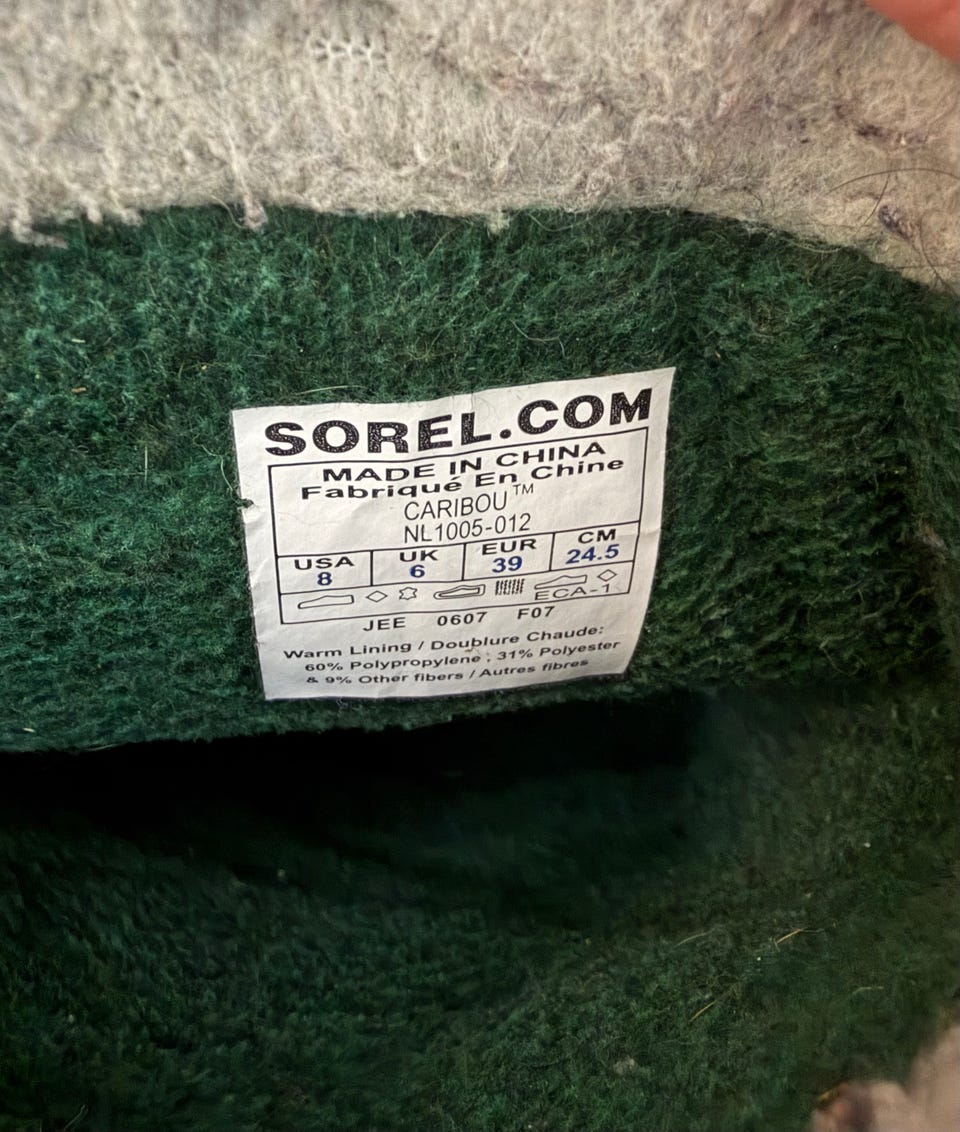 SOREL.COM
MADE IN CHINA
Fabriqué En Chine
CARIBOU™
NL1005-012
USA UK EUR CM
8 6 39 24.5
ECA-1
JEE 0607 F07
Warm Lining / Doublure Chaude:
60% Polypropylene ; 31% Polyester
& 9% Other fibers / Autres fibres